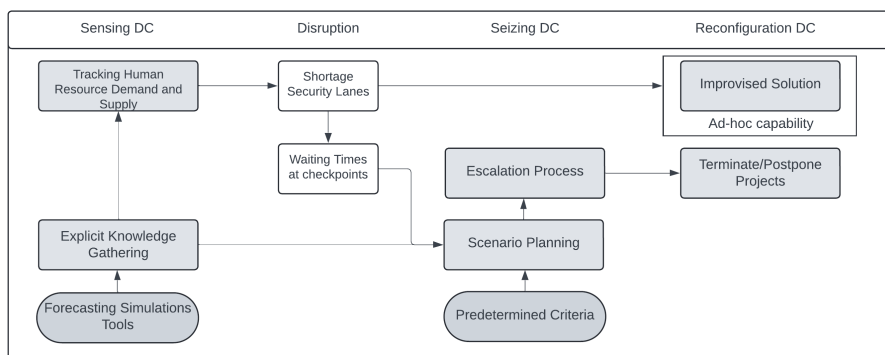 Sensing DC
Disruption
Seizing DC
Reconfiguration DC
Tracking Human
Resource Demand and
Supply
Shortage
Security Lanes
Improvised Solution
Ad-hoc capability
Waiting Times
at checkpoints
Escalation Process
Terminate/Postpone
Projects
Explicit Knowledge
Gathering
Scenario Planning
Forecasting Simulations
Tools
Predetermined Criteria